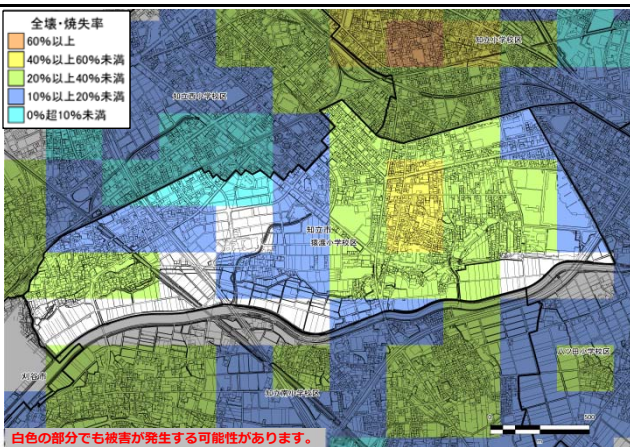 全壊・焼失率
60%以上
40%以上60%未満
20%以上40%未満
10%以上20%未満
0%超10%未満
知立西小学校区
知立小学校区
知立市
猿渡小学校区
八ツ田小学校区
刈谷市
知立南小学校区
500
白色の部分でも被害が発生する可能性があります。